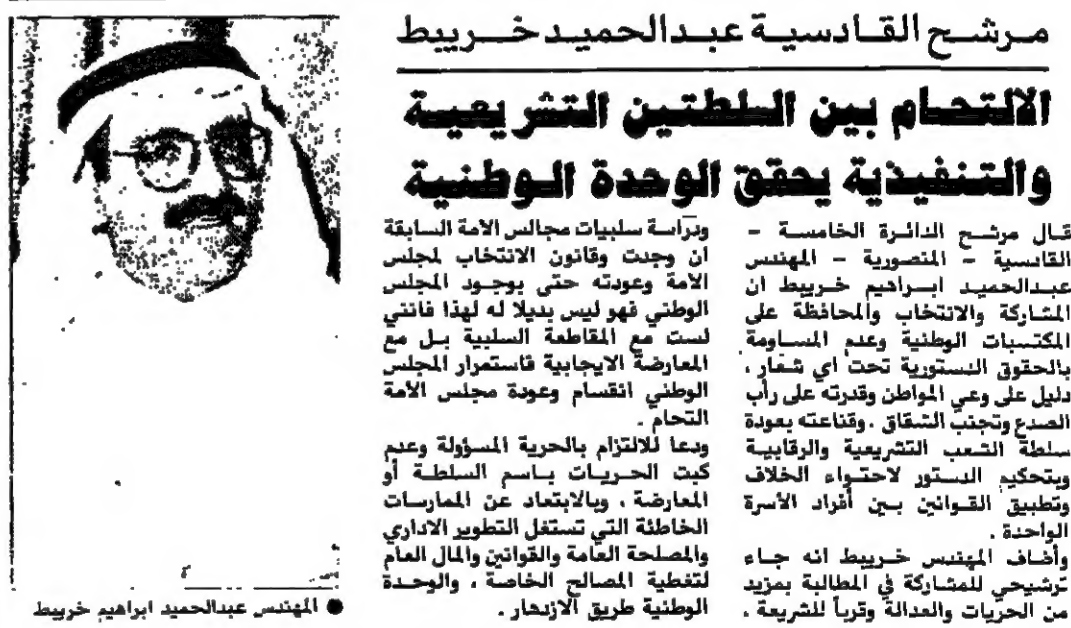 مرشح القادسية عبدالحميد خريبط
الالتحام بين السلطتين التشريعية
والتنفيذية يحقق الوحدة الوطنية
قال مرشح الدائرة الخامسة -
القادسية - المنصورية - المهندس
عبدالحميد ابراهيم خريبط ان
المشاركة والانتخاب والمحافظة على
المكتسبات الوطنية وعدم المساومة
بالحقوق الدستورية تحت اي شعار ،
دليل على وعي المواطن وقدرته على رأب
الصدع وتجنب الشقاق . وقناعته بعودة
سلطة الشعب التشريعية والرقابية
وبتحكيم الدستور لاحتواء الخلاف
وتطبيق القوانين بين أفراد الأسرة
الواحدة .
وأضاف المهندس خريبط انه جاء
ترشيحي للمشاركة في المطالبة بمزيد
من الحريات والعدالة وقرباً للشريعة ،
ودراسة سلبيات مجالس الامة السابقة
ان وجدت وقانون الانتخاب لمجلس
الامة وعودته حتى بوجود المجلس
الوطني فهو ليس بديلا له لهذا فانني
لست مع المقاطعة السلبية بل مع
المعارضة الايجابية فاستمرار المجلس
الوطني انقسام وعودة مجلس الامة
التحام .
ودعا للالتزام بالحرية المسؤولة وعدم
كبت الحريات باسم السلطة أو
المعارضة ، وبالابتعاد عن الممارسات
الخاطئة التي تستغل التطوير الاداري
والمصلحة العامة والقوانين والمال العام
لتغطية المصالح الخاصة ، والوحدة
الوطنية طريق الازدهار .
● المهندس عبدالحميد ابراهيم خريبط